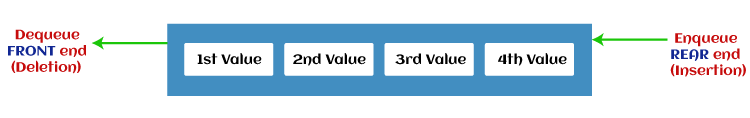 Dequeue
FRONT end
(Deletion)
1st Value
2nd Value
3rd Value
4th Value
Enqueue
REAR end
(Insertion)